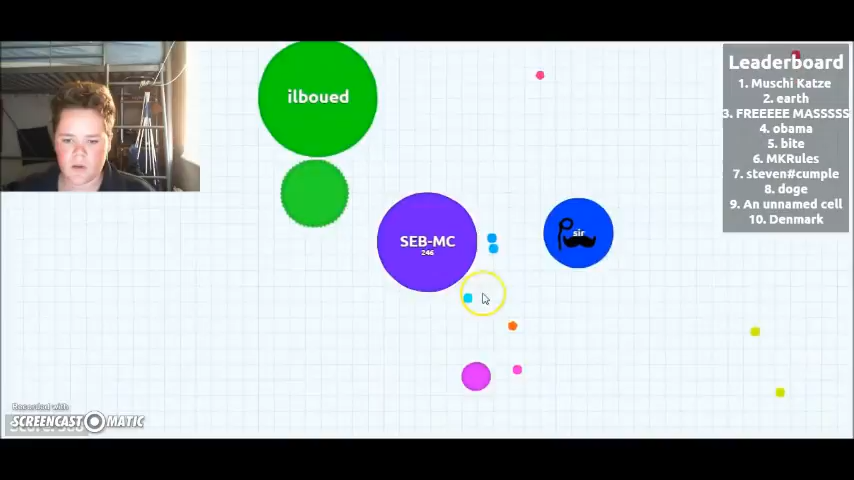 ilboued
SEB-MC
246
sir
Leaderboard
1. Muschi Katze
2. earth
3. FREEEEE MASSSSS
4. obama
5. bite
6. MKRules
7. steven#cumple
8. doge
9. An unnamed cell
10. Denmark
Recorded with
SCREENCAST O MATIC